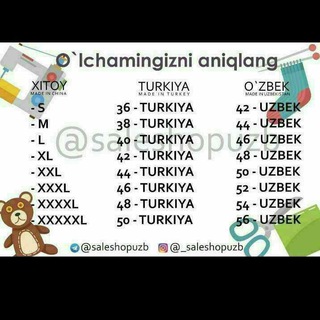 O`lchamingizni aniqlang
XITOY TURKIYA O`ZBEK
MADE IN CHINA MADE IN TURKEY MADE IN UZBEKISTAN
- S 36 - TURKIYA 42 - UZBEK
- M 38 - TURKIYA 44 - UZBEK
- L 40 - TURKIYA 46 - UZBEK
- XL 42 - TURKIYA 48 - UZBEK
- XXL 44 - TURKIYA 50 - UZBEK
- XXXL 46 - TURKIYA 52 - UZBEK
- XXXXL 48 - TURKIYA 54 - UZBEK
- XXXXXL 50 - TURKIYA 56 - UZBEK
@saleshopuzb
@saleshopuzb @_saleshopuzb